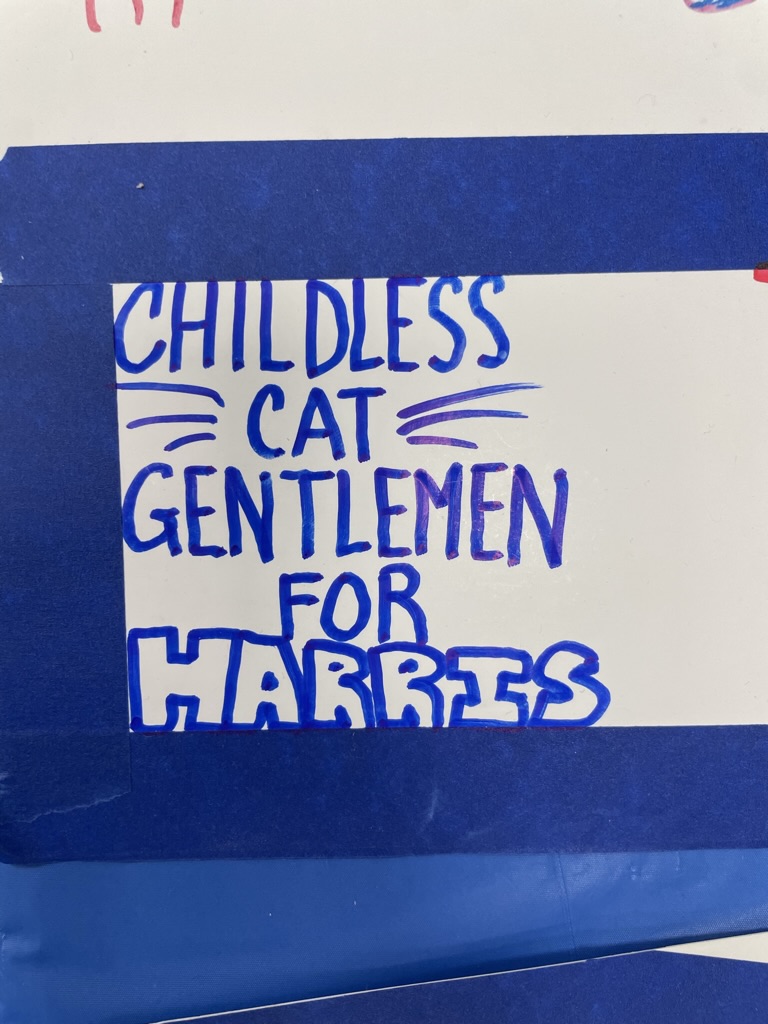 CHILDLESS
CAT
GENTLEMEN
FOR
HARRIS